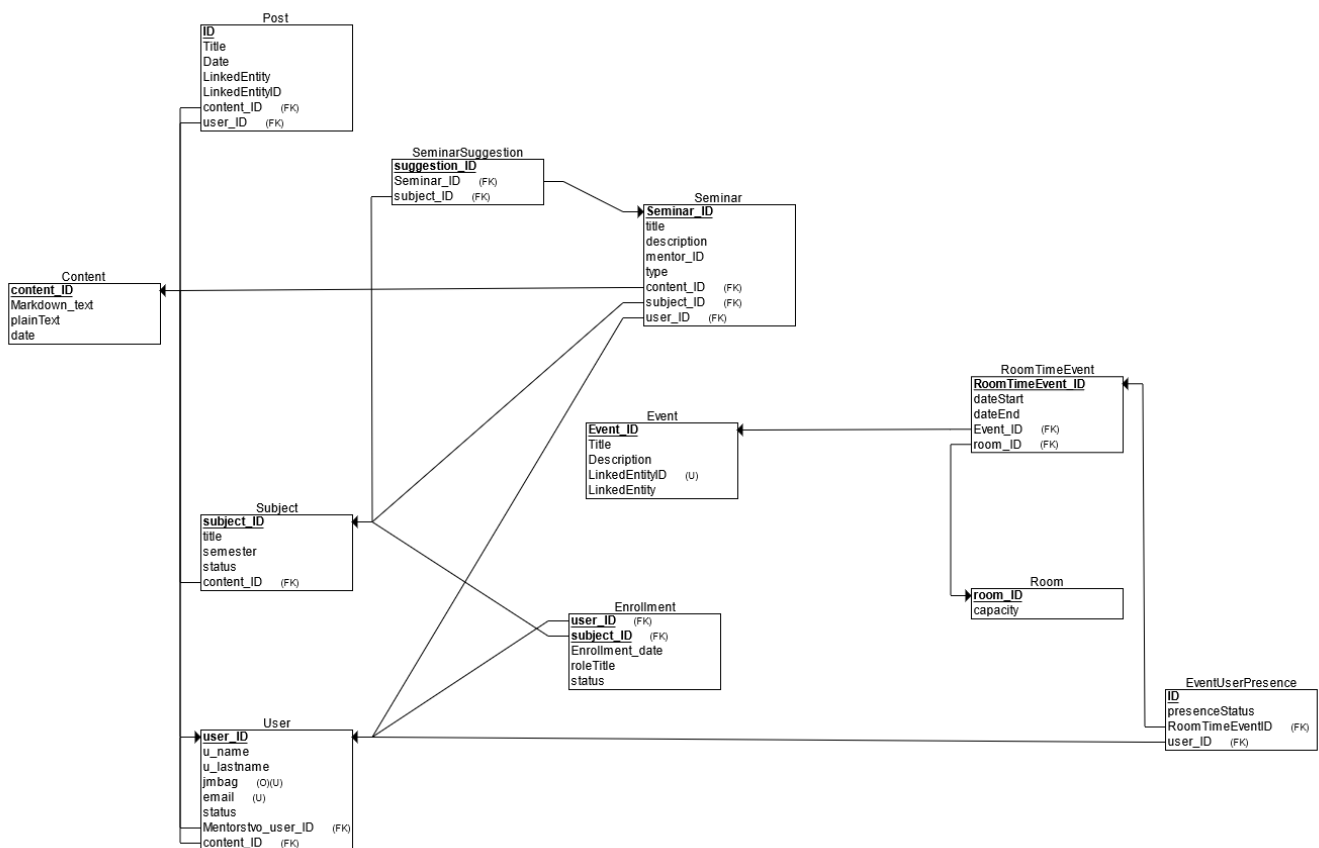 Post
ID
Title
Date
LinkedEntity
LinkedEntityID
content_ID (FK)
user_ID (FK)
SeminarSuggestion
suggestion_ID
Seminar_ID (FK)
subject_ID (FK)
Seminar
Seminar_ID
title
description
mentor_ID
type
content_ID (FK)
subject_ID (FK)
user_ID (FK)
Content
content_ID
Markdown_text
plainText
date
RoomTimeEvent
RoomTimeEvent_ID
dateStart
dateEnd
Event_ID (FK)
room_ID (FK)
Event
Event_ID
Title
Description
LinkedEntityID (U)
LinkedEntity
Subject
subject_ID
title
semester
status
content_ID (FK)
Room
room_ID
capacity
Enrollment
user_ID (FK)
subject_ID (FK)
Enrollment_date
roleTitle
status
EventUserPresence
ID
presenceStatus
RoomTimeEventID (FK)
user_ID (FK)
User
user_ID
u_name
u_lastname
jmbag (O)(U)
email (U)
status
Mentorstvo_user_ID (FK)
content_ID (FK)